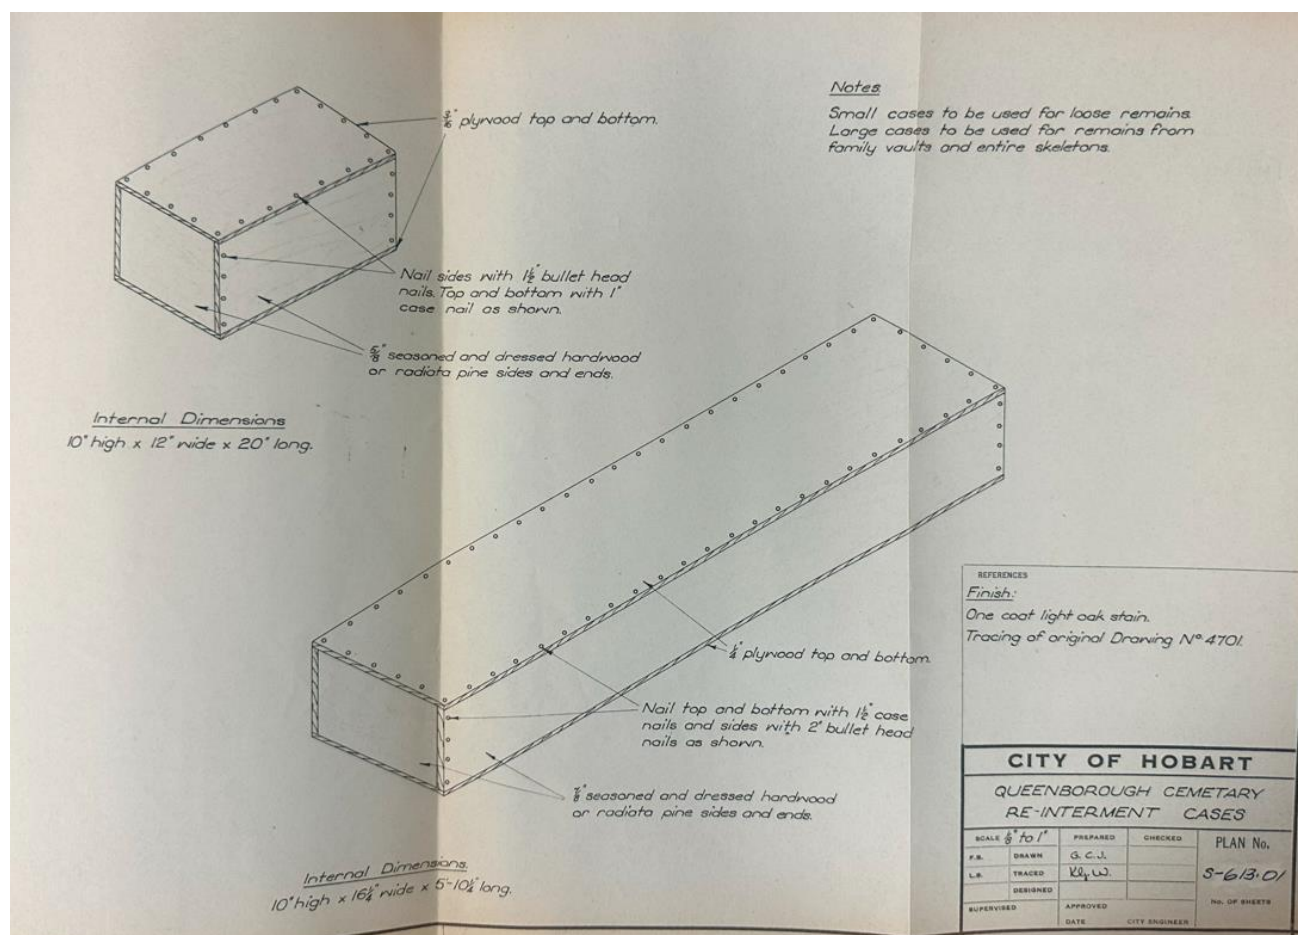 Notes
Small cases to be used for loose remains.
Large cases to be used for remains from
family vaults and entire skeletons.
plywood top and bottom.
Nail sides with 1½" bullet head
nails. Top and bottom with 1"
case nail as shown.
⅝" seasoned and dressed hardwood
or radiata pine sides and ends.
Internal Dimensions
10" high x 12" wide x 20" long.
¼" plywood top and bottom.
Nail top and bottom with 1½" case
nails and sides with 2" bullet head
nails as shown.
⅞" seasoned and dressed hardwood
or radiata pine sides and ends.
Internal Dimensions.
10" high x 16¼" wide x 5'-10¼" long.
REFERENCES
Finish:
One coat light oak stain.
Tracing of original Drawing Nº 4701.
CITY OF HOBART
QUEENBOROUGH CEMETARY
RE-INTERMENT CASES
SCALE ⅛" to 1" PREPARED CHECKED PLAN No.
F.B. DRAWN G.C.J.
L.B. TRACED W. S-613·01
DESIGNED No. OF SHEETS
SUPERVISED APPROVED
DATE CITY ENGINEER